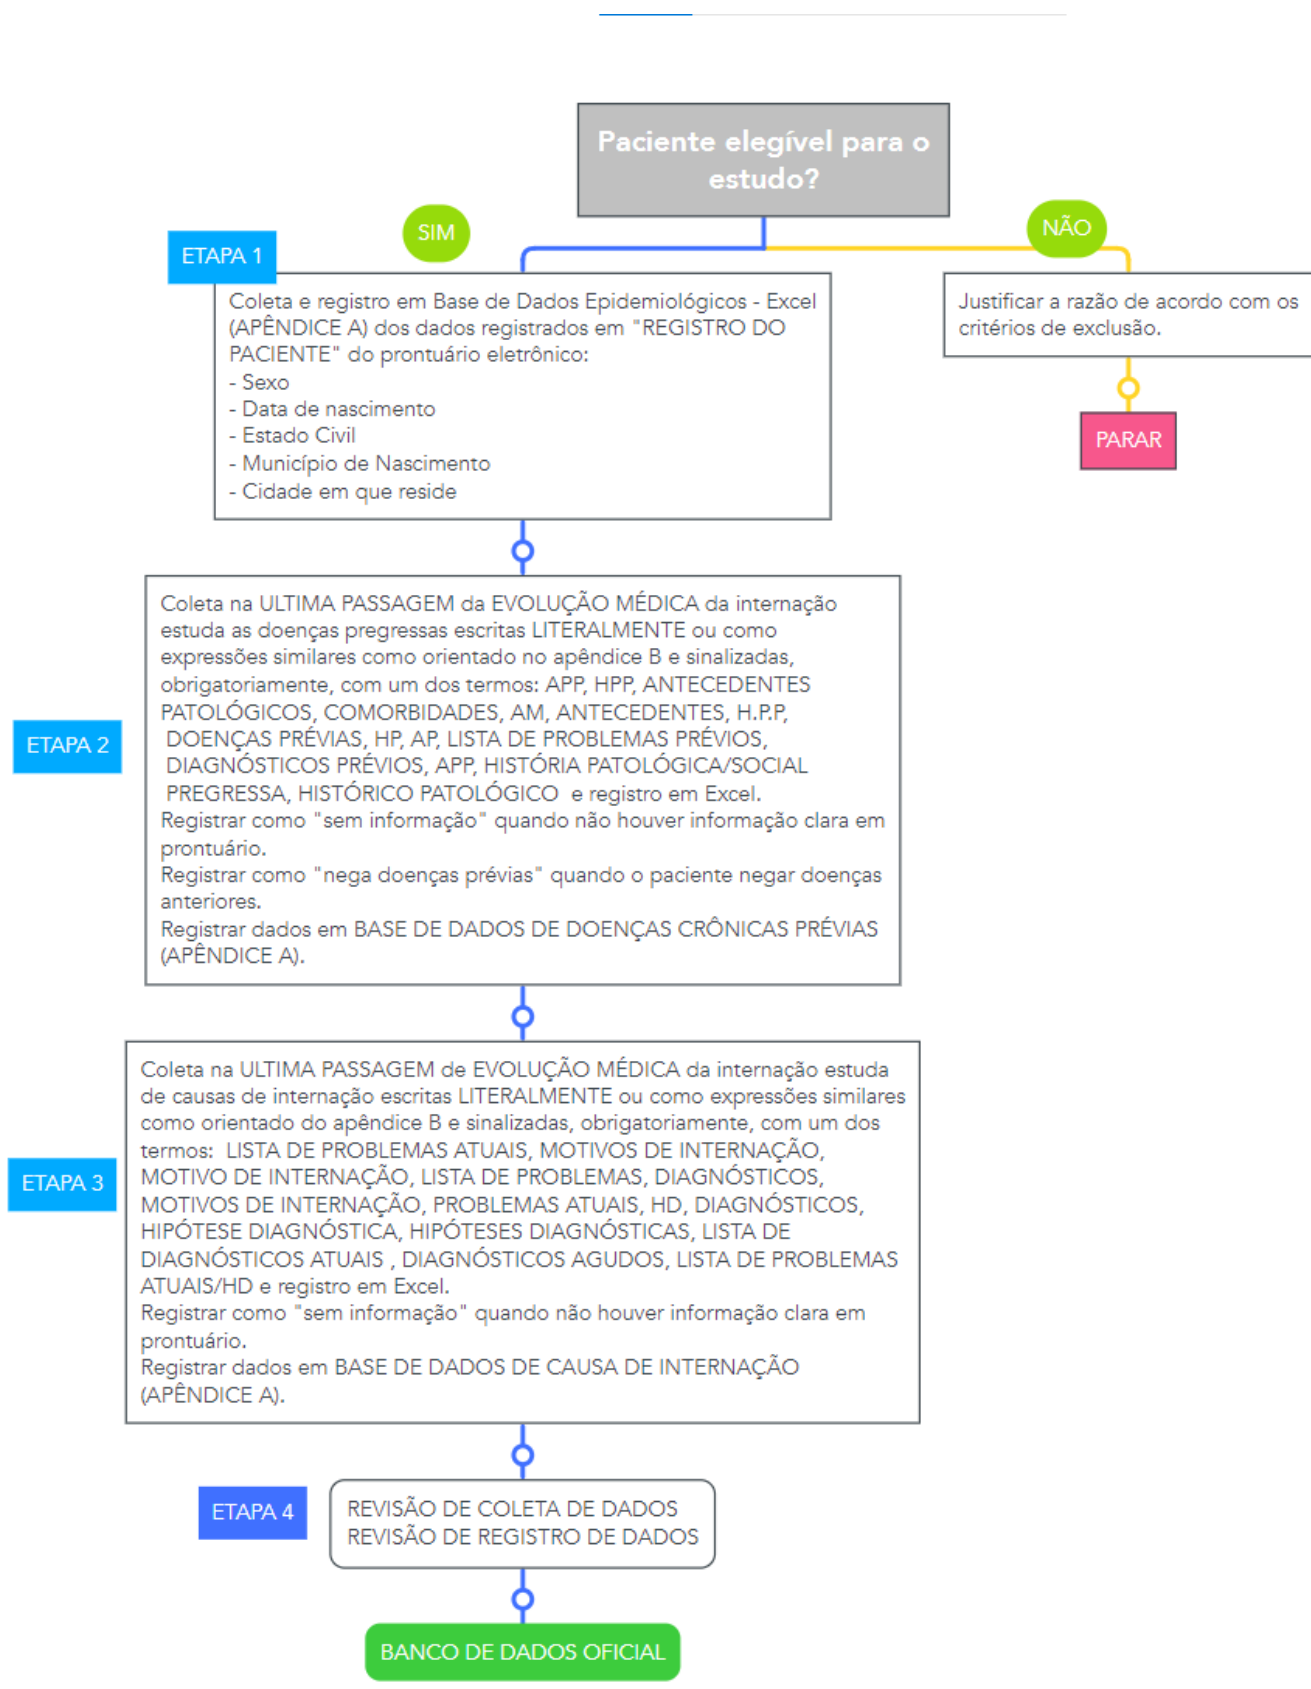 Paciente elegível para o
estudo?
SIM
NÃO
ETAPA 1
Coleta e registro em Base de Dados Epidemiológicos - Excel
(APÊNDICE A) dos dados registrados em "REGISTRO DO
PACIENTE" do prontuário eletrônico:
- Sexo
- Data de nascimento
- Estado Civil
- Município de Nascimento
- Cidade em que reside
Justificar a razão de acordo com os
critérios de exclusão.
PARAR
ETAPA 2
Coleta na ULTIMA PASSAGEM da EVOLUÇÃO MÉDICA da internação
estuda as doenças pregressas escritas LITERALMENTE ou como
expressões similares como orientado no apêndice B e sinalizadas,
obrigatoriamente, com um dos termos: APP, HPP, ANTECEDENTES
PATOLÓGICOS, COMORBIDADES, AM, ANTECEDENTES, H.P.P,
DOENÇAS PRÉVIAS, HP, AP, LISTA DE PROBLEMAS PRÉVIOS,
DIAGNÓSTICOS PRÉVIOS, APP, HISTÓRIA PATOLÓGICA/SOCIAL
PREGRESSA, HISTÓRICO PATOLÓGICO e registro em Excel.
Registrar como "sem informação" quando não houver informação clara em
prontuário.
Registrar como "nega doenças prévias" quando o paciente negar doenças
anteriores.
Registrar dados em BASE DE DADOS DE DOENÇAS CRÔNICAS PRÉVIAS
(APÊNDICE A).
ETAPA 3
Coleta na ULTIMA PASSAGEM de EVOLUÇÃO MÉDICA da internação estuda
de causas de internação escritas LITERALMENTE ou como expressões similares
como orientado do apêndice B e sinalizadas, obrigatoriamente, com um dos
termos: LISTA DE PROBLEMAS ATUAIS, MOTIVOS DE INTERNAÇÃO,
MOTIVO DE INTERNAÇÃO, LISTA DE PROBLEMAS, DIAGNÓSTICOS,
MOTIVOS DE INTERNAÇÃO, PROBLEMAS ATUAIS, HD, DIAGNÓSTICOS,
HIPÓTESE DIAGNÓSTICA, HIPÓTESES DIAGNÓSTICAS, LISTA DE
DIAGNÓSTICOS ATUAIS , DIAGNÓSTICOS AGUDOS, LISTA DE PROBLEMAS
ATUAIS/HD e registro em Excel.
Registrar como "sem informação" quando não houver informação clara em
prontuário.
Registrar dados em BASE DE DADOS DE CAUSA DE INTERNAÇÃO
(APÊNDICE A).
ETAPA 4
REVISÃO DE COLETA DE DADOS
REVISÃO DE REGISTRO DE DADOS
BANCO DE DADOS OFICIAL